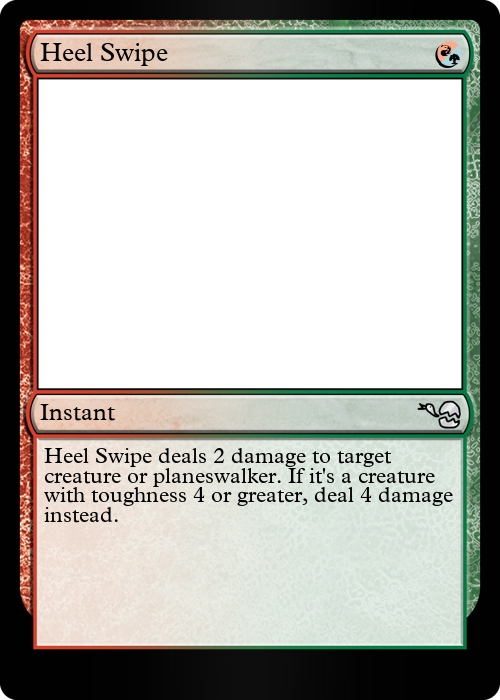 Heel Swipe
Instant
Heel Swipe deals 2 damage to target
creature or planeswalker. If it's a creature
with toughness 4 or greater, deal 4 damage
instead.